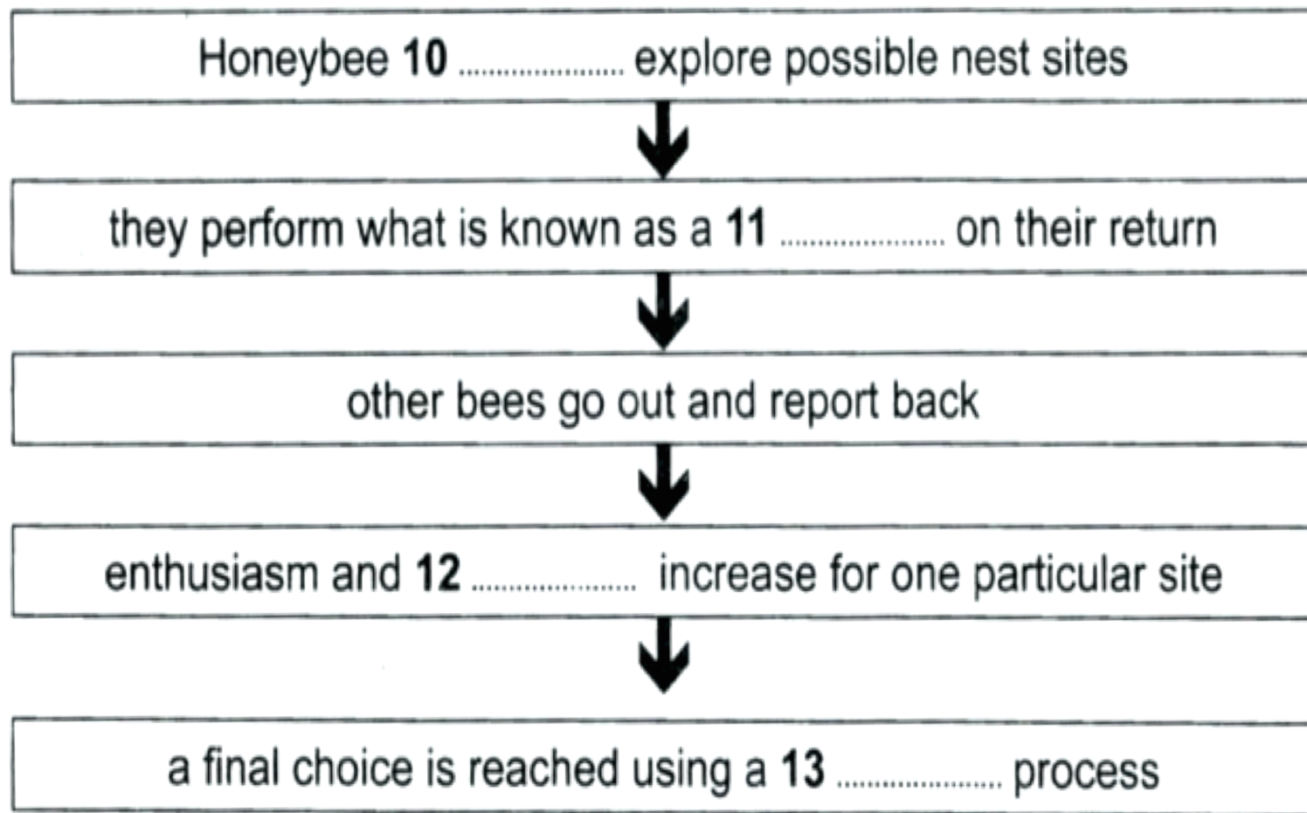 Honeybee 10 ..................... explore possible nest sites
they perform what is known as a 11 ..................... on their return
other bees go out and report back
enthusiasm and 12 ..................... increase for one particular site
a final choice is reached using a 13 ..................... process